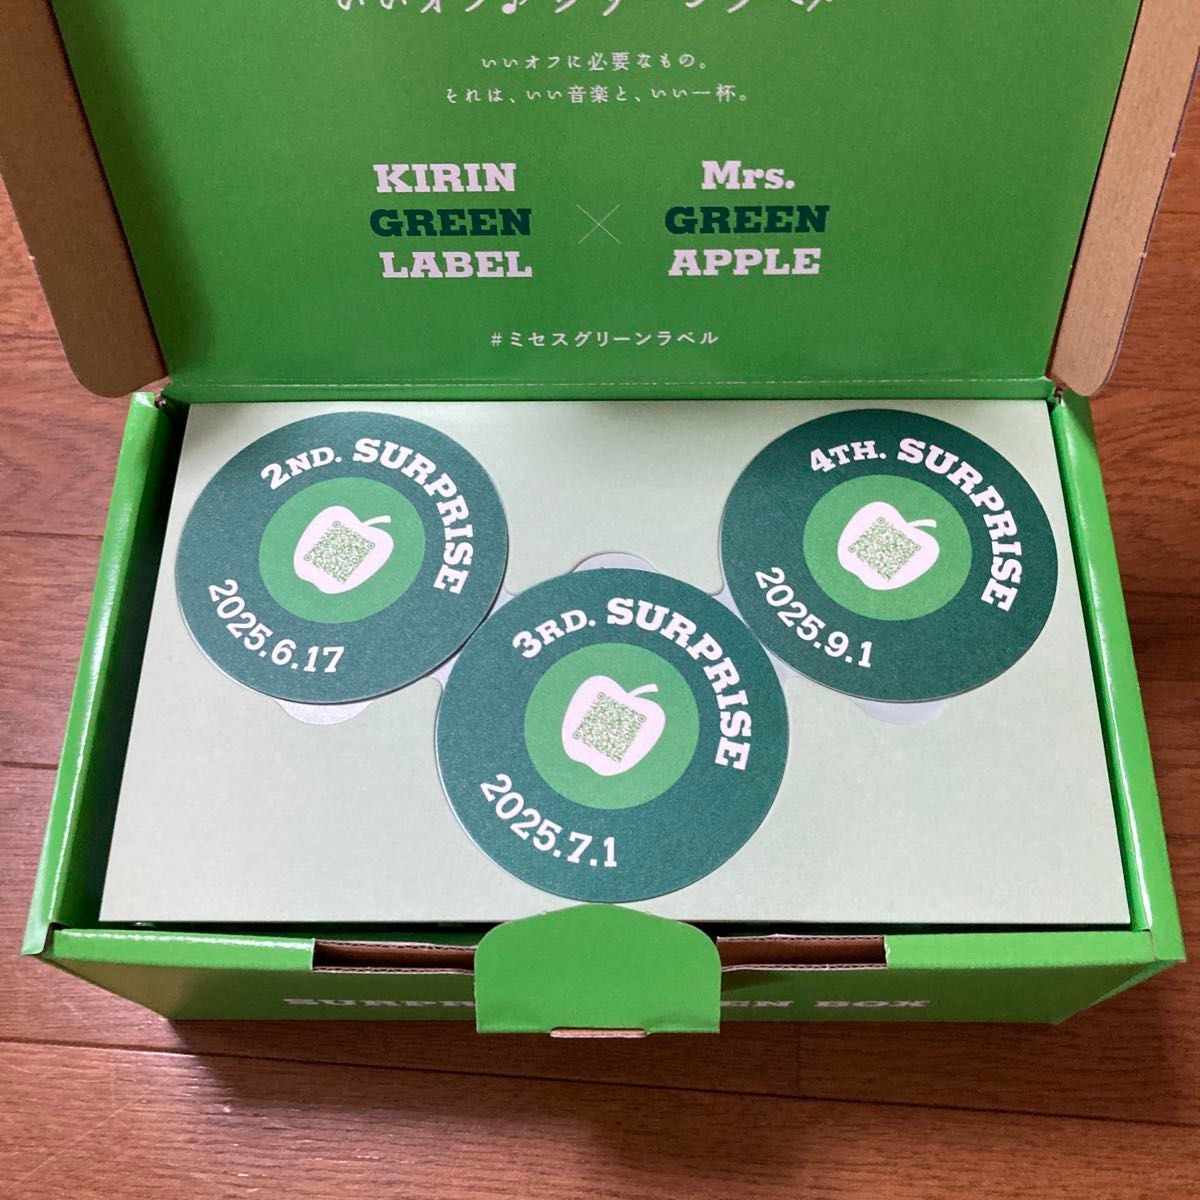 いいオフに必要なもの。
それは、いい音楽と、いい一杯。
KIRIN
GREEN
LABEL
×
Mrs.
GREEN
APPLE
#ミセスグリーンラベル
2ND. SURPRISE
2025.6.17
4TH. SURPRISE
2025.9.1
3RD. SURPRISE
2025.7.1
BOX